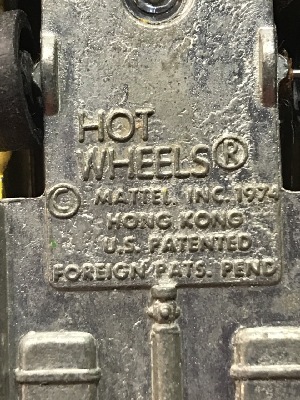 HOT
WHEELS®
© MATTEL. INC. 1974
HONG KONG
U.S. PATENTED
FOREIGN PATS. PEND